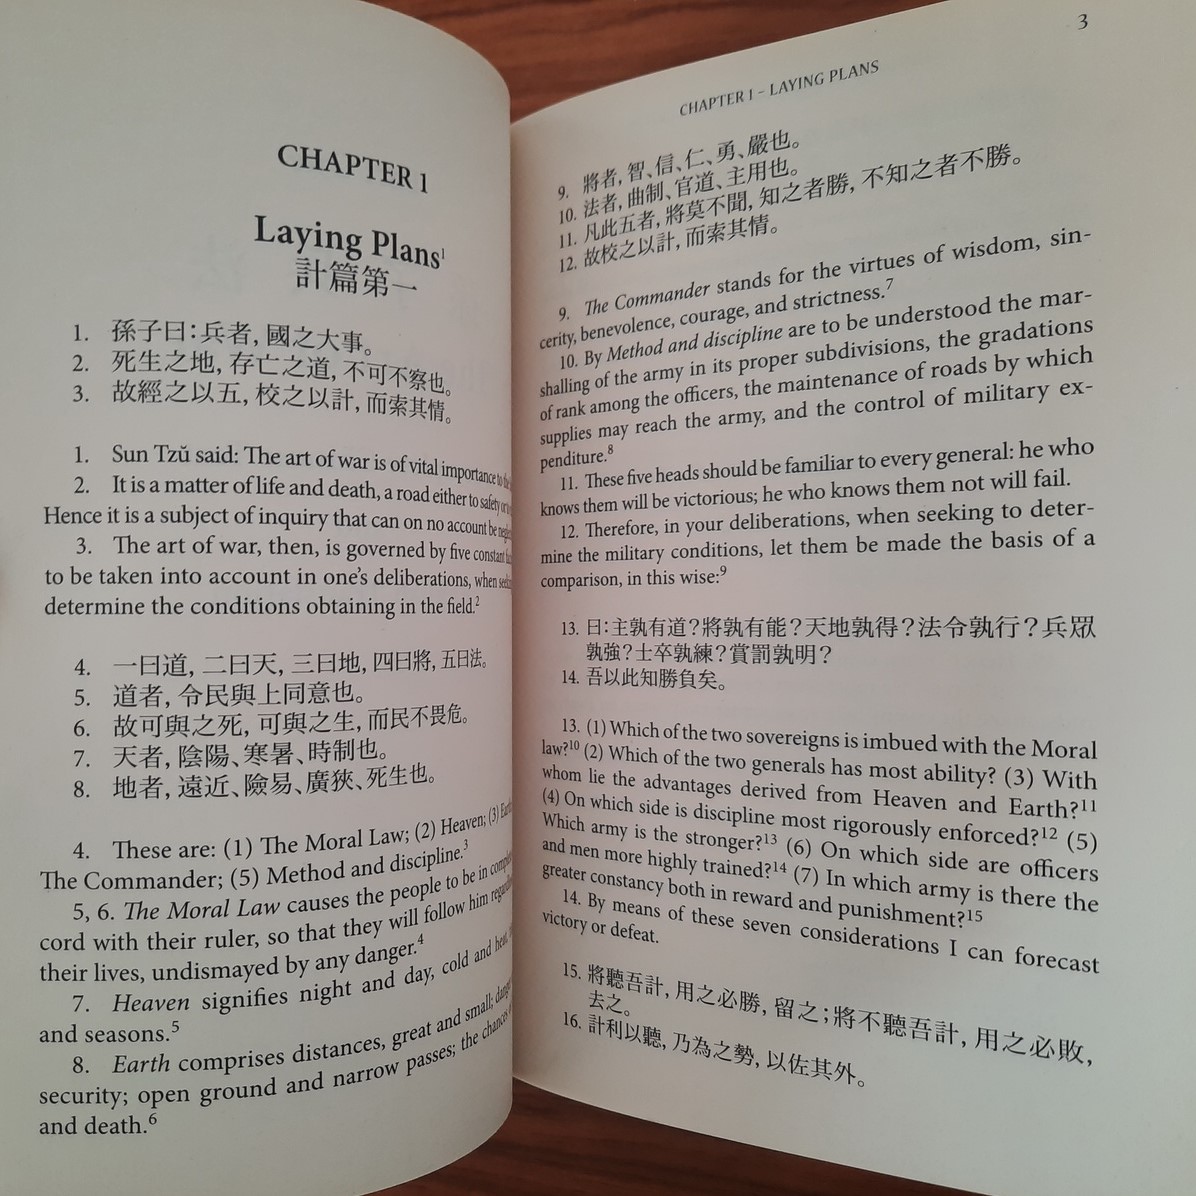 CHAPTER 1
Laying Plans1
計篇第一
1. 孫子曰：兵者，國之大事。
2. 死生之地，存亡之道，不可不察也。
3. 故經之以五，校之以計，而索其情。
1. Sun Tzŭ said: The art of war is of vital importance to the
2. It is a matter of life and death, a road either to safety or to
Hence it is a subject of inquiry that can on no account be
3. The art of war, then, is governed by five constant
to be taken into account in one's deliberations, when
determine the conditions obtaining in the field.2
4. 一曰道，二曰天，三曰地，四曰將，五曰法。
5. 道者，令民與上同意也。
6. 故可與之死，可與之生，而民不畏危。
7. 天者，陰陽、寒暑、時制也。
8. 地者，遠近、險易、廣狹、死生也。
4. These are: (1) The Moral Law; (2) Heaven; (3) Earth
The Commander; (5) Method and discipline.3
5, 6. The Moral Law causes the people to be in
cord with their ruler, so that they will follow him
their lives, undismayed by any danger.4
7. Heaven signifies night and day, cold and heat,
and seasons.5
8. Earth comprises distances, great and small; danger
security; open ground and narrow passes; the chances
and death.6
3
CHAPTER 1 – LAYING PLANS
9. 將者，智、信、仁、勇、嚴也。
10. 法者，曲制、官道、主用也。
11. 凡此五者，將莫不聞，知之者勝，不知之者不勝。
12. 故校之以計，而索其情。
9. The Commander stands for the virtues of wisdom, sin-
cerity, benevolence, courage, and strictness.7
10. By Method and discipline are to be understood the mar-
shalling of the army in its proper subdivisions, the gradations
of rank among the officers, the maintenance of roads by which
supplies may reach the army, and the control of military ex-
penditure.8
11. These five heads should be familiar to every general: he who
knows them will be victorious; he who knows them not will fail.
12. Therefore, in your deliberations, when seeking to deter-
mine the military conditions, let them be made the basis of a
comparison, in this wise:9
13. 曰：主孰有道？將孰有能？天地孰得？法令孰行？兵眾
孰強？士卒孰練？賞罰孰明？
14. 吾以此知勝負矣。
13. (1) Which of the two sovereigns is imbued with the Moral
law?10 (2) Which of the two generals has most ability? (3) With
whom lie the advantages derived from Heaven and Earth?11
(4) On which side is discipline most rigorously enforced?12 (5)
Which army is the stronger?13 (6) On which side are officers
and men more highly trained?14 (7) In which army is there the
greater constancy both in reward and punishment?15
14. By means of these seven considerations I can forecast
victory or defeat.
15. 將聽吾計，用之必勝，留之；將不聽吾計，用之必敗，
去之。
16. 計利以聽，乃為之勢，以佐其外。